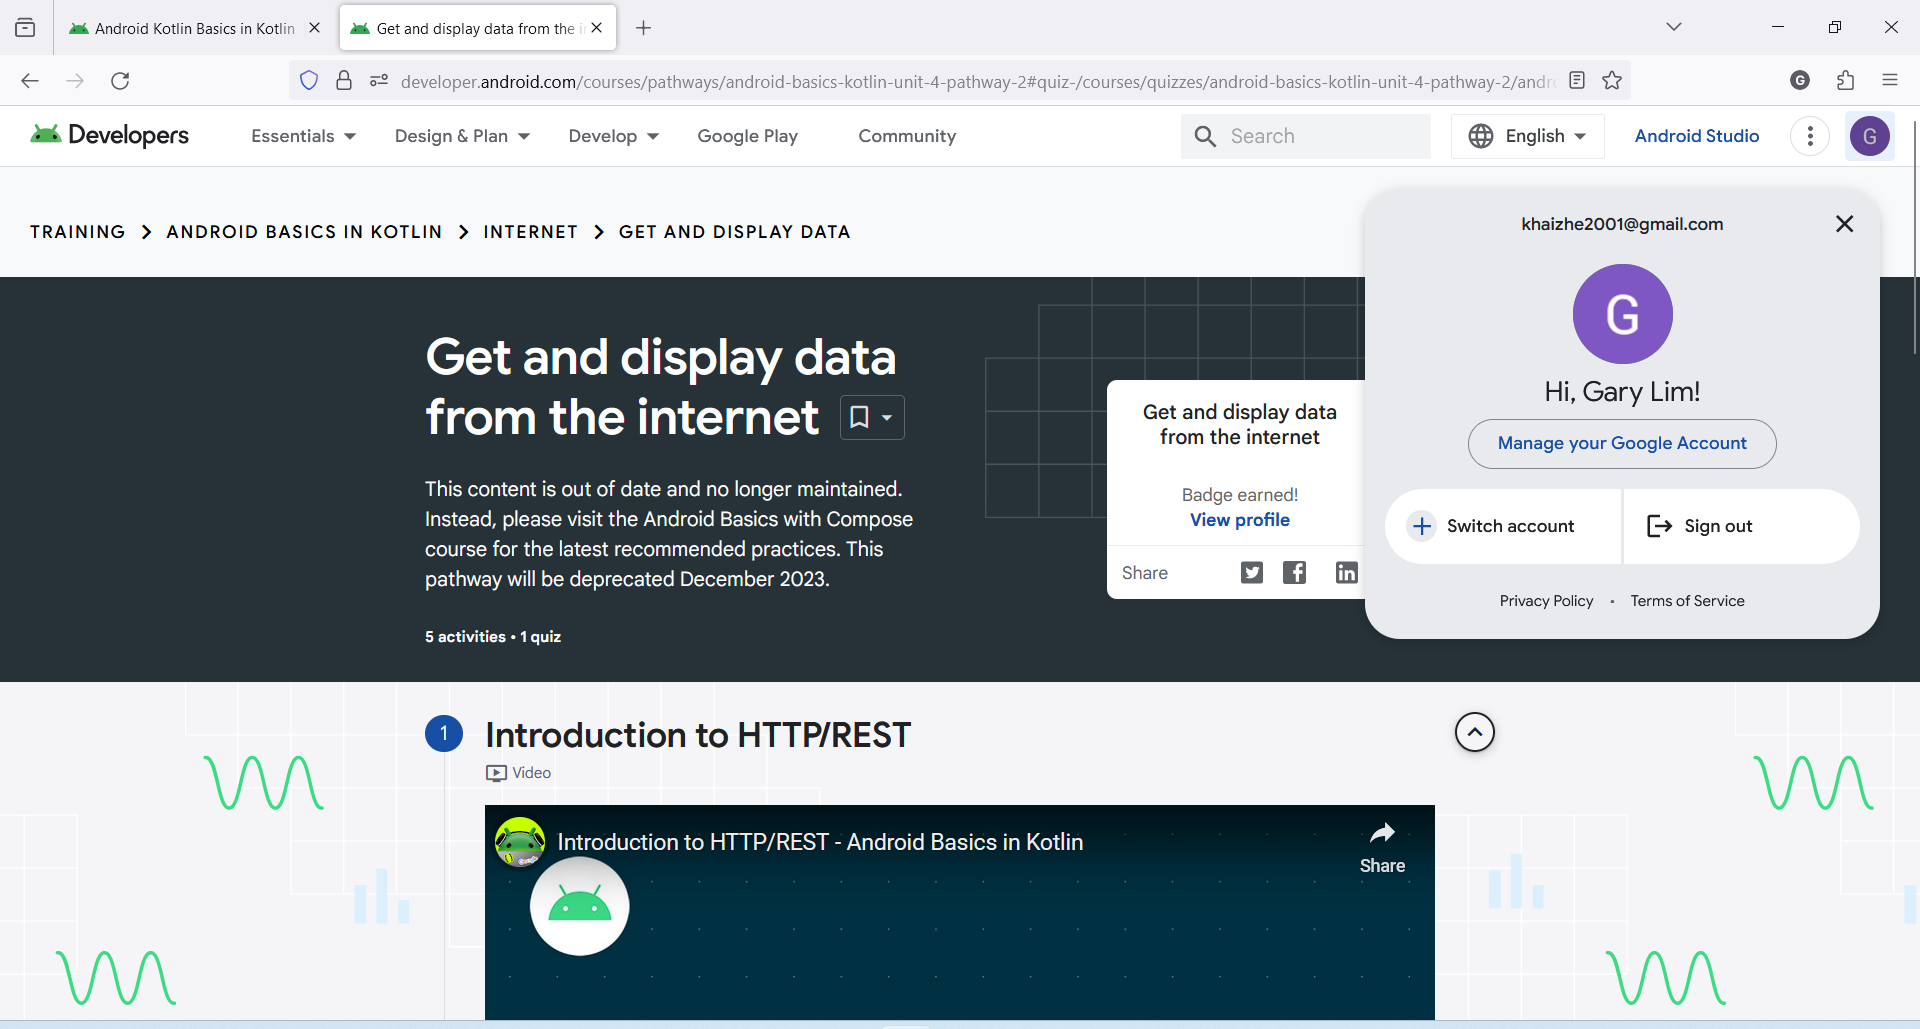 Android Kotlin Basics in Kotlin
Get and display data from the i
developer.android.com/courses/pathways/android-basics-kotlin-unit-4-pathway-2#quiz-/courses/quizzes/android-basics-kotlin-unit-4-pathway-2/andr
G
Developers
Essentials
Design & Plan
Develop
Google Play
Community
Search
English
Android Studio
G
TRAINING > ANDROID BASICS IN KOTLIN > INTERNET > GET AND DISPLAY DATA
khaizhe2001@gmail.com
G
Hi, Gary Lim!
Manage your Google Account
Switch account
Sign out
Privacy Policy • Terms of Service
Get and display data
from the internet
This content is out of date and no longer maintained.
Instead, please visit the Android Basics with Compose
course for the latest recommended practices. This
pathway will be deprecated December 2023.
5 activities • 1 quiz
Get and display data
from the internet
Badge earned!
View profile
Share
1
Introduction to HTTP/REST
Video
Introduction to HTTP/REST - Android Basics in Kotlin
Share